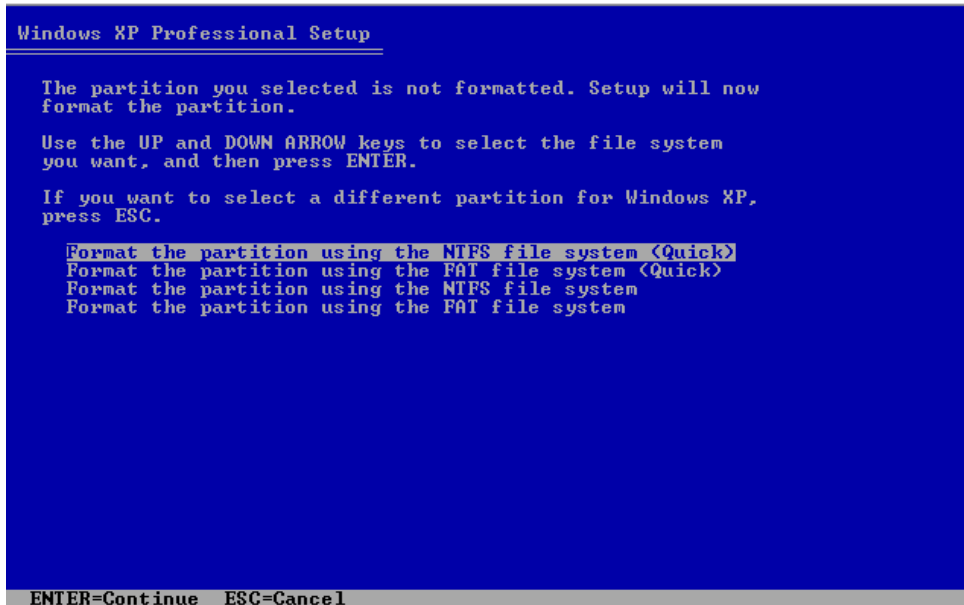 Windows XP Professional Setup
The partition you selected is not formatted. Setup will now
format the partition.
Use the UP and DOWN ARROW keys to select the file system
you want, and then press ENTER.
If you want to select a different partition for Windows XP,
press ESC.
Format the partition using the NTFS file system (Quick)
Format the partition using the FAT file system (Quick)
Format the partition using the NTFS file system
Format the partition using the FAT file system
ENTER=Continue ESC=Cancel